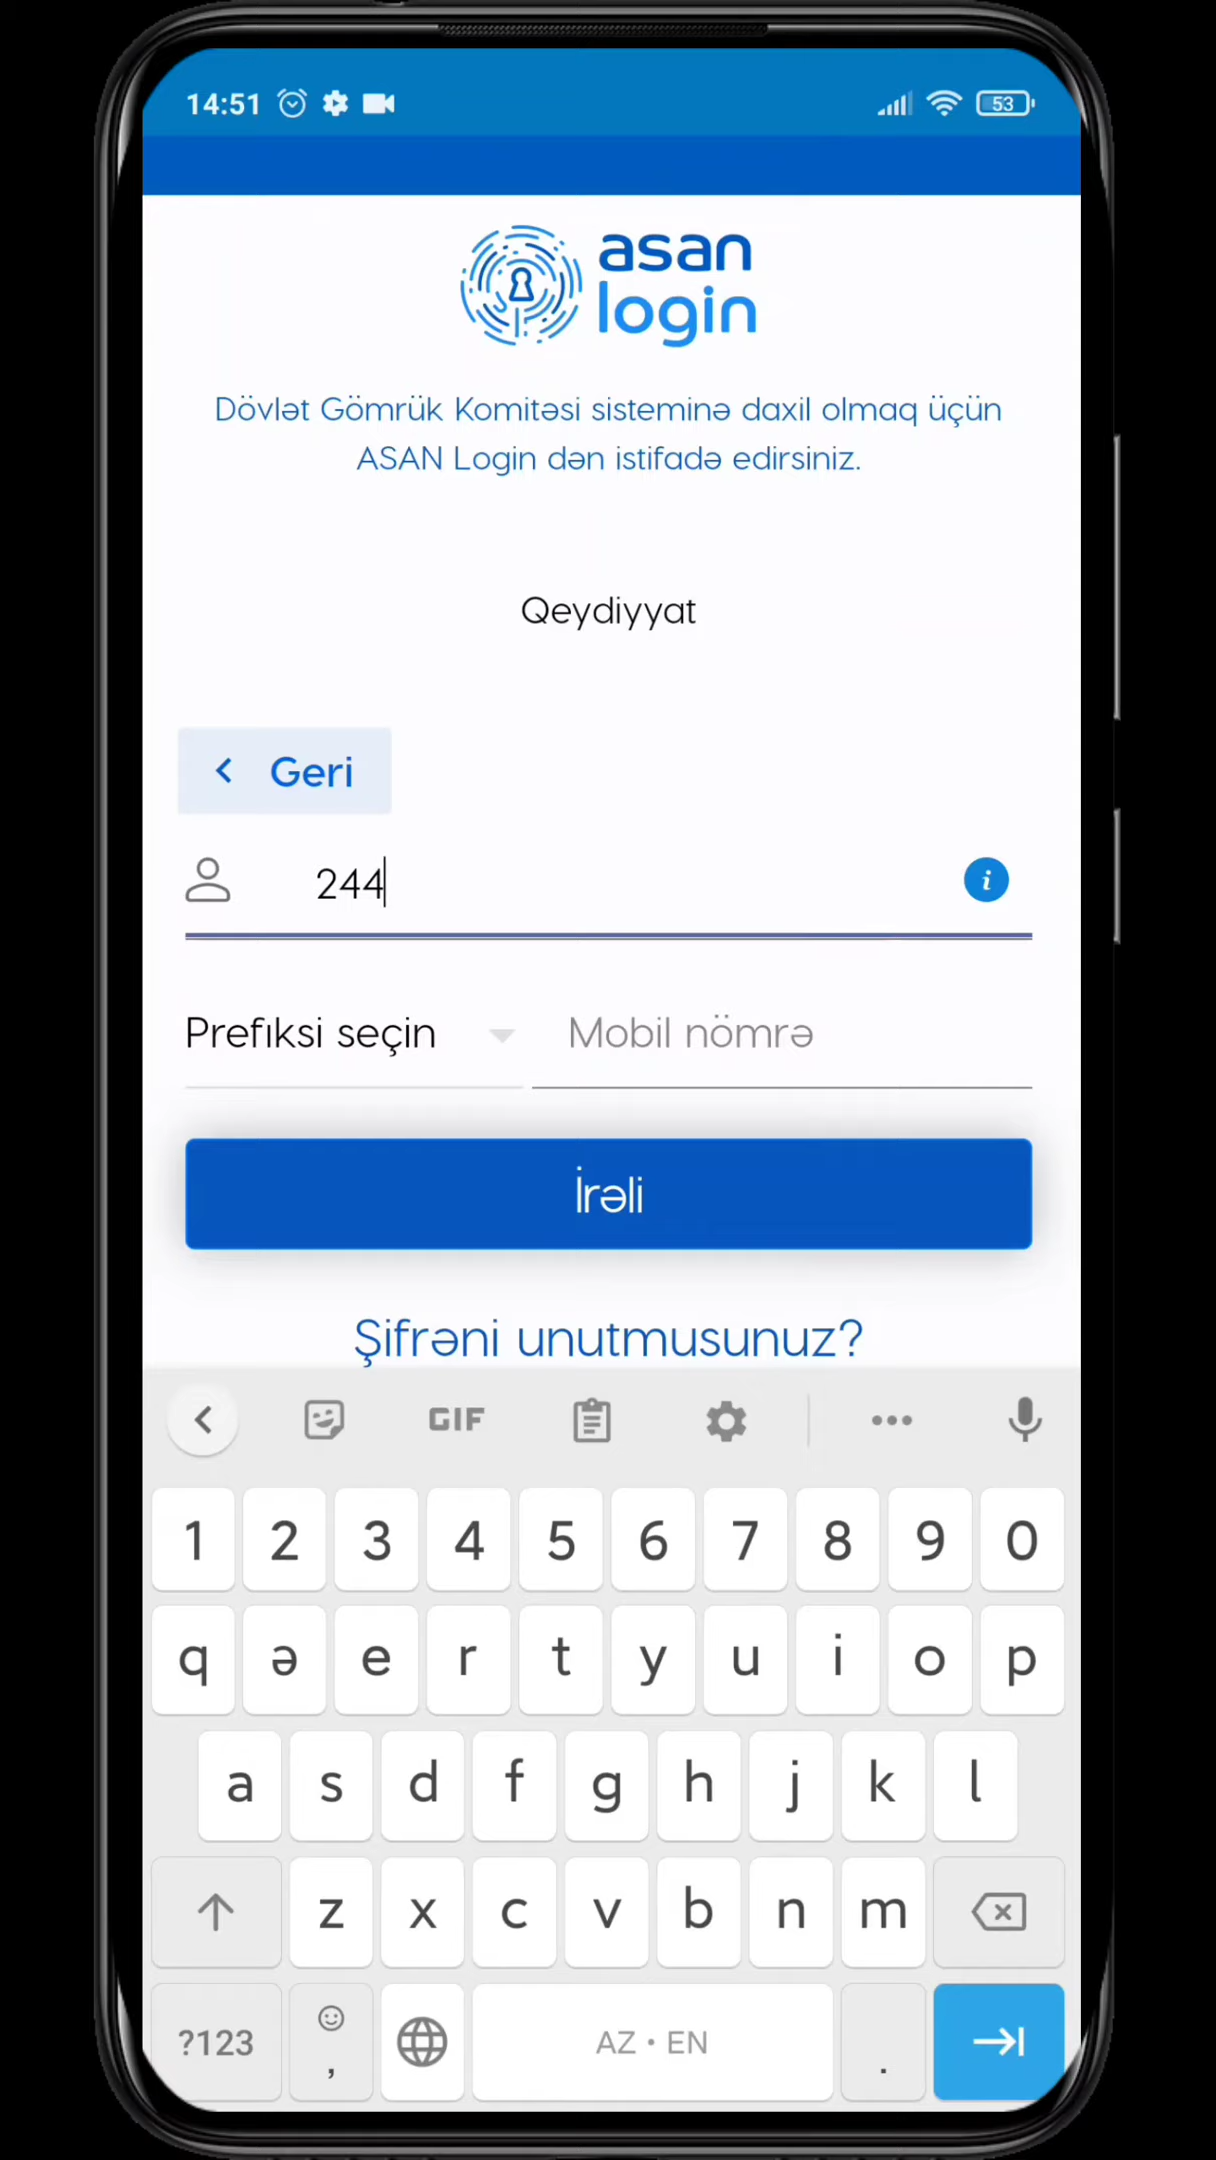 14:51
53
asan
login
Dövlət Gömrük Komitəsi sisteminə daxil olmaq üçün
ASAN Login dən istifadə edirsiniz.
Qeydiyyat
Geri
244
i
Prefiksi seçin Mobil nömrə
İrəli
Şifrəni unutmusunuz?
GIF
1 2 3 4 5 6 7 8 9 0
q ə e r t y u i o p
a s d f g h j k l
z x c v b n m
?123 , AZ • EN .